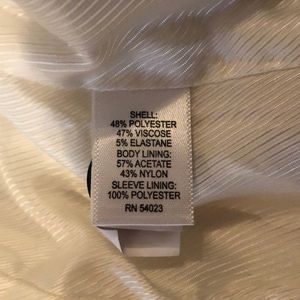 SHELL:
48% POLYESTER
47% VISCOSE
5% ELASTANE
BODY LINING:
57% ACETATE
43% NYLON
SLEEVE LINING:
100% POLYESTER
RN 54023